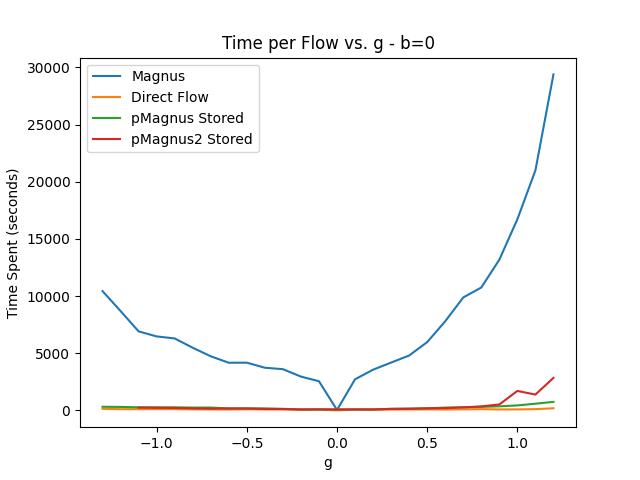 Time per Flow vs. g - b=0
30000
25000
20000
15000
10000
5000
0
Time Spent (seconds)
Magnus
Direct Flow
pMagnus Stored
pMagnus2 Stored
−1.0 −0.5 0.0 0.5 1.0
g